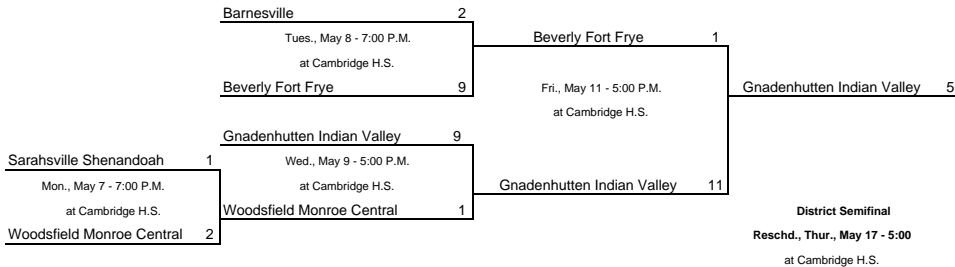 Barnesville 2
Tues., May 8 - 7:00 P.M.
at Cambridge H.S.
Beverly Fort Frye 9
Beverly Fort Frye 1
Fri., May 11 - 5:00 P.M.
at Cambridge H.S.
Gnadenhutten Indian Valley 5
Gnadenhutten Indian Valley 9
Wed., May 9 - 5:00 P.M.
at Cambridge H.S.
Woodsfield Monroe Central 1
Sarahsville Shenandoah 1
Mon., May 7 - 7:00 P.M.
at Cambridge H.S.
Woodsfield Monroe Central 2
Gnadenhutten Indian Valley 11
District Semifinal
Reschd., Thur., May 17 - 5:00
at Cambridge H.S.